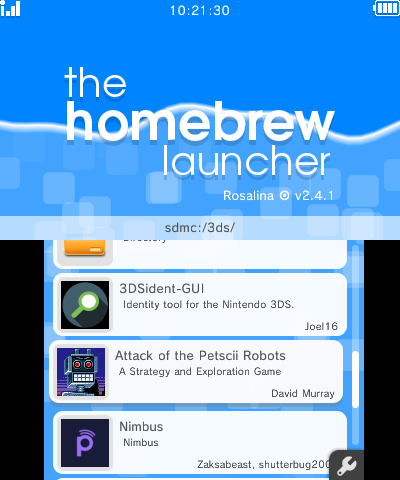 10:21:30
the
homebrew
launcher
Rosalina v2.4.1
sdmc:/3ds/
Directory
3DSident-GUI
Identity tool for the Nintendo 3DS.
Joel16
Attack of the Petscii Robots
A Strategy and Exploration Game
David Murray
Nimbus
Nimbus
Zaksabeast, shutterbug200